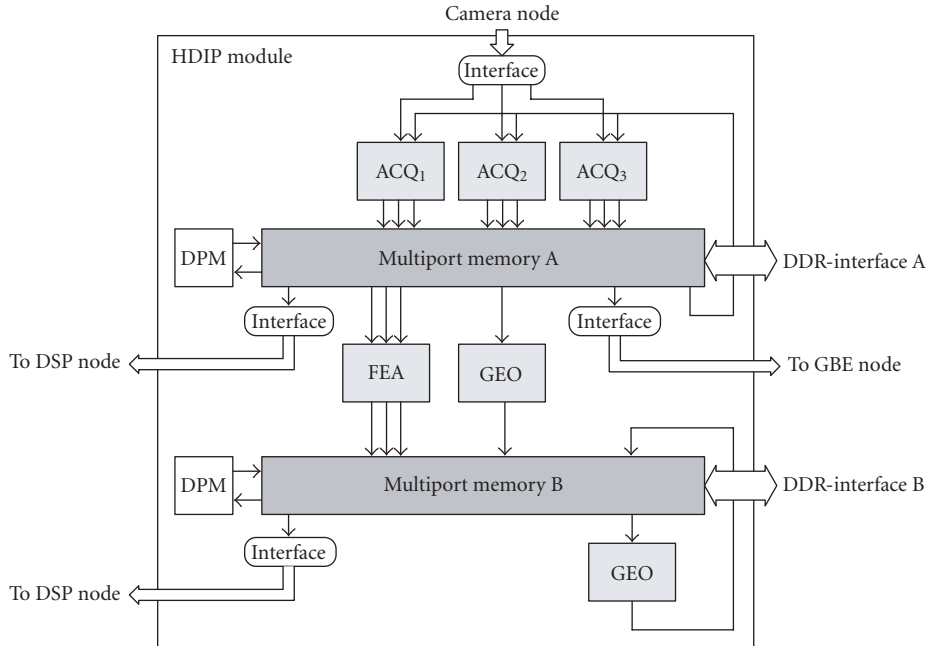 Camera node
HDIP module
Interface
ACQ₁ ACQ₂ ACQ₃
DPM
Multiport memory A
DDR-interface A
Interface
Interface
To DSP node
FEA
GEO
To GBE node
DPM
Multiport memory B
DDR-interface B
Interface
GEO
To DSP node